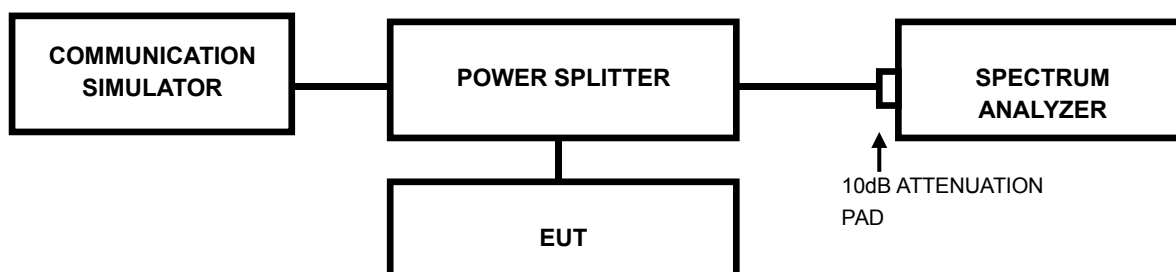 COMMUNICATION
SIMULATOR
POWER SPLITTER
SPECTRUM
ANALYZER
10dB ATTENUATION
PAD
EUT